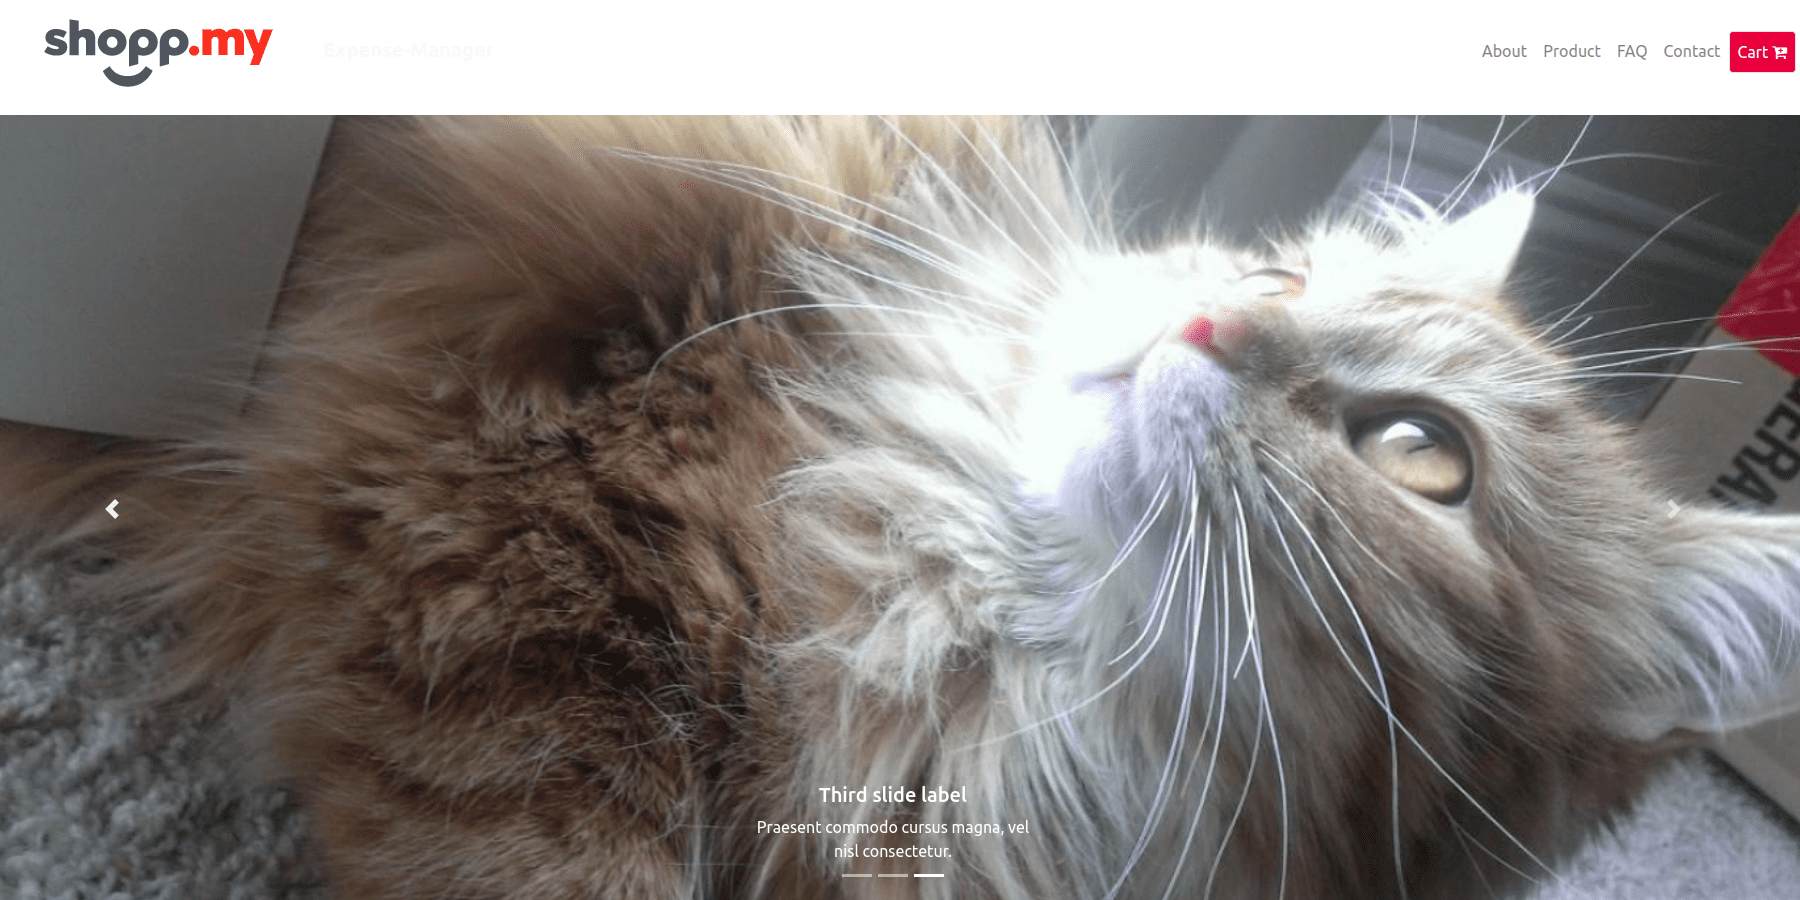 shopp.my
Expense-Manager
About Product FAQ Contact Cart
Third slide label
Praesent commodo cursus magna, vel
nisl consectetur.